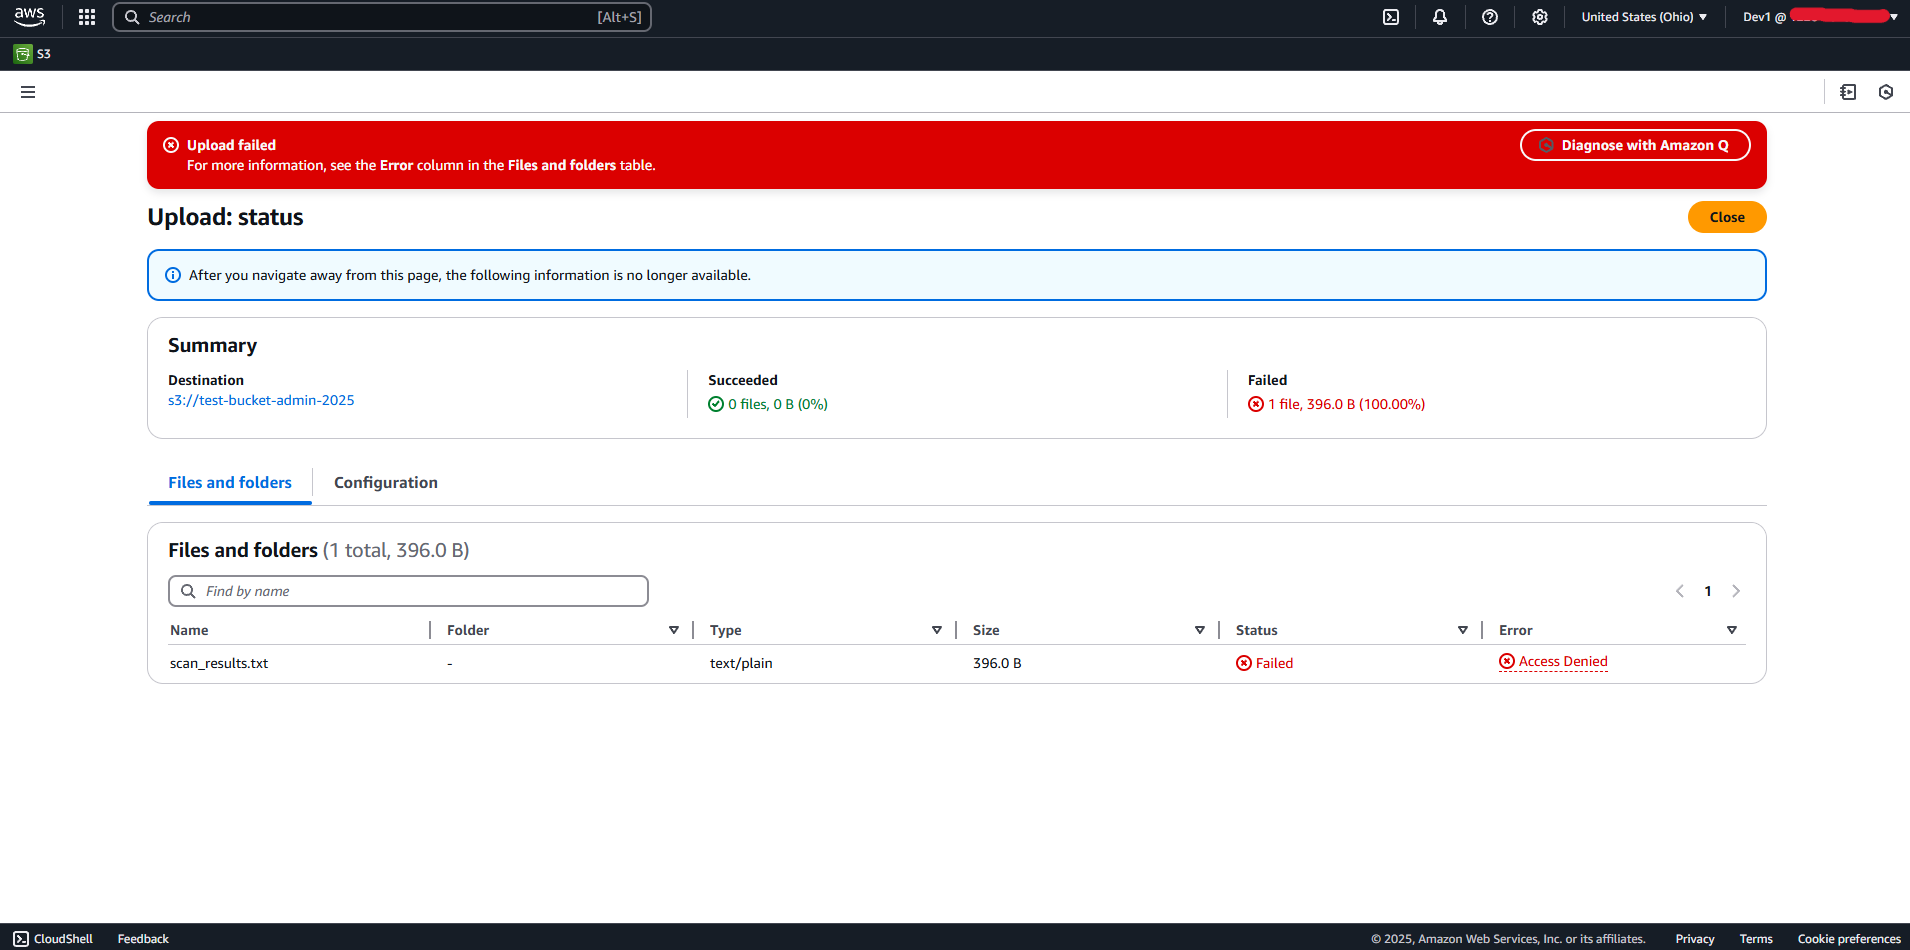 aws
Search [Alt+S]
United States (Ohio)
Dev1 @
S3
Upload failed
For more information, see the Error column in the Files and folders table.
Diagnose with Amazon Q
Upload: status
Close
After you navigate away from this page, the following information is no longer available.
Summary
Destination
s3://test-bucket-admin-2025
Succeeded
0 files, 0 B (0%)
Failed
1 file, 396.0 B (100.00%)
Files and folders
Configuration
Files and folders (1 total, 396.0 B)
Find by name
1
Name Folder Type Size Status Error
scan_results.txt - text/plain 396.0 B Failed Access Denied
CloudShell Feedback © 2025, Amazon Web Services, Inc. or its affiliates. Privacy Terms Cookie preferences